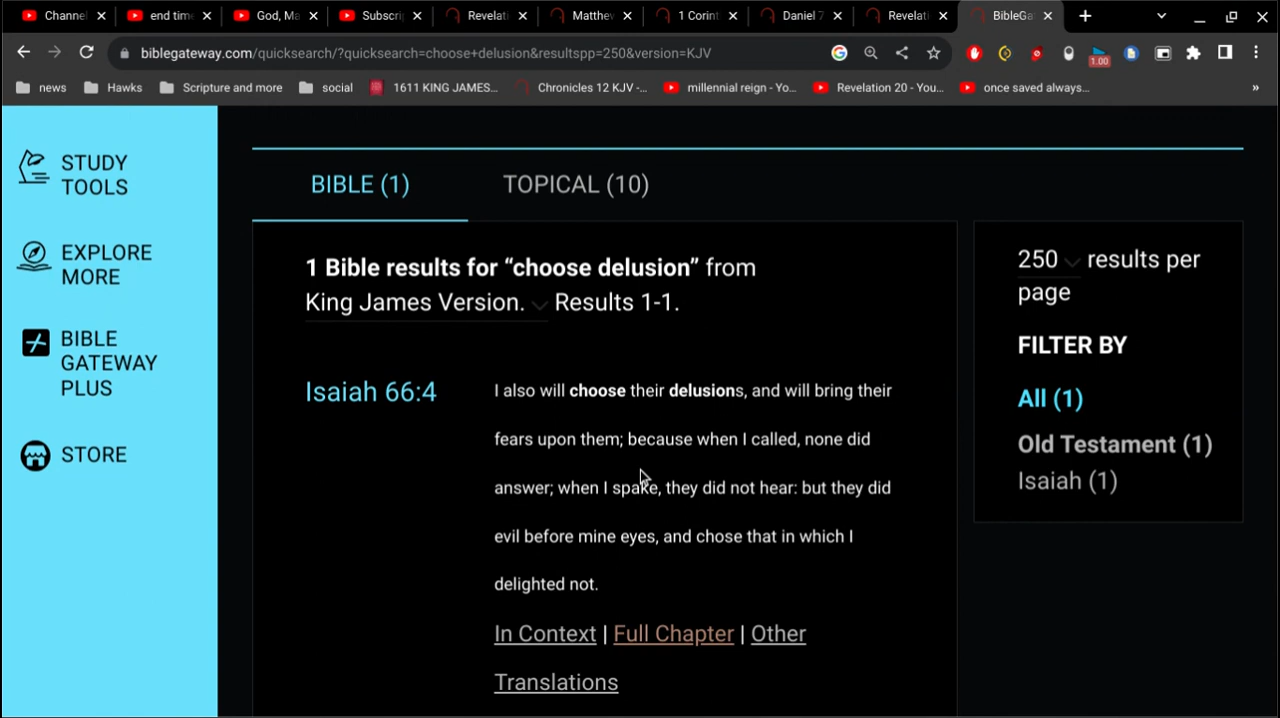 Channel
end time
God, Ma
Subscri
Revelati
Matthew
1 Corint
Daniel 7
Revelati
BibleGa
biblegateway.com/quicksearch/?quicksearch=choose+delusion&resultspp=250&version=KJV
1.00
news
Hawks
Scripture and more
social
1611 KING JAMES...
Chronicles 12 KJV -...
millennial reign - Yo...
Revelation 20 - You...
once saved always...
»
STUDY
TOOLS
EXPLORE
MORE
BIBLE
GATEWAY
PLUS
STORE
BIBLE (1)
TOPICAL (10)
1 Bible results for “choose delusion” from
King James Version. Results 1-1.
Isaiah 66:4
I also will choose their delusions, and will bring their
fears upon them; because when I called, none did
answer; when I spake, they did not hear: but they did
evil before mine eyes, and chose that in which I
delighted not.
In Context | Full Chapter | Other
Translations
250 results per
page
FILTER BY
All (1)
Old Testament (1)
Isaiah (1)